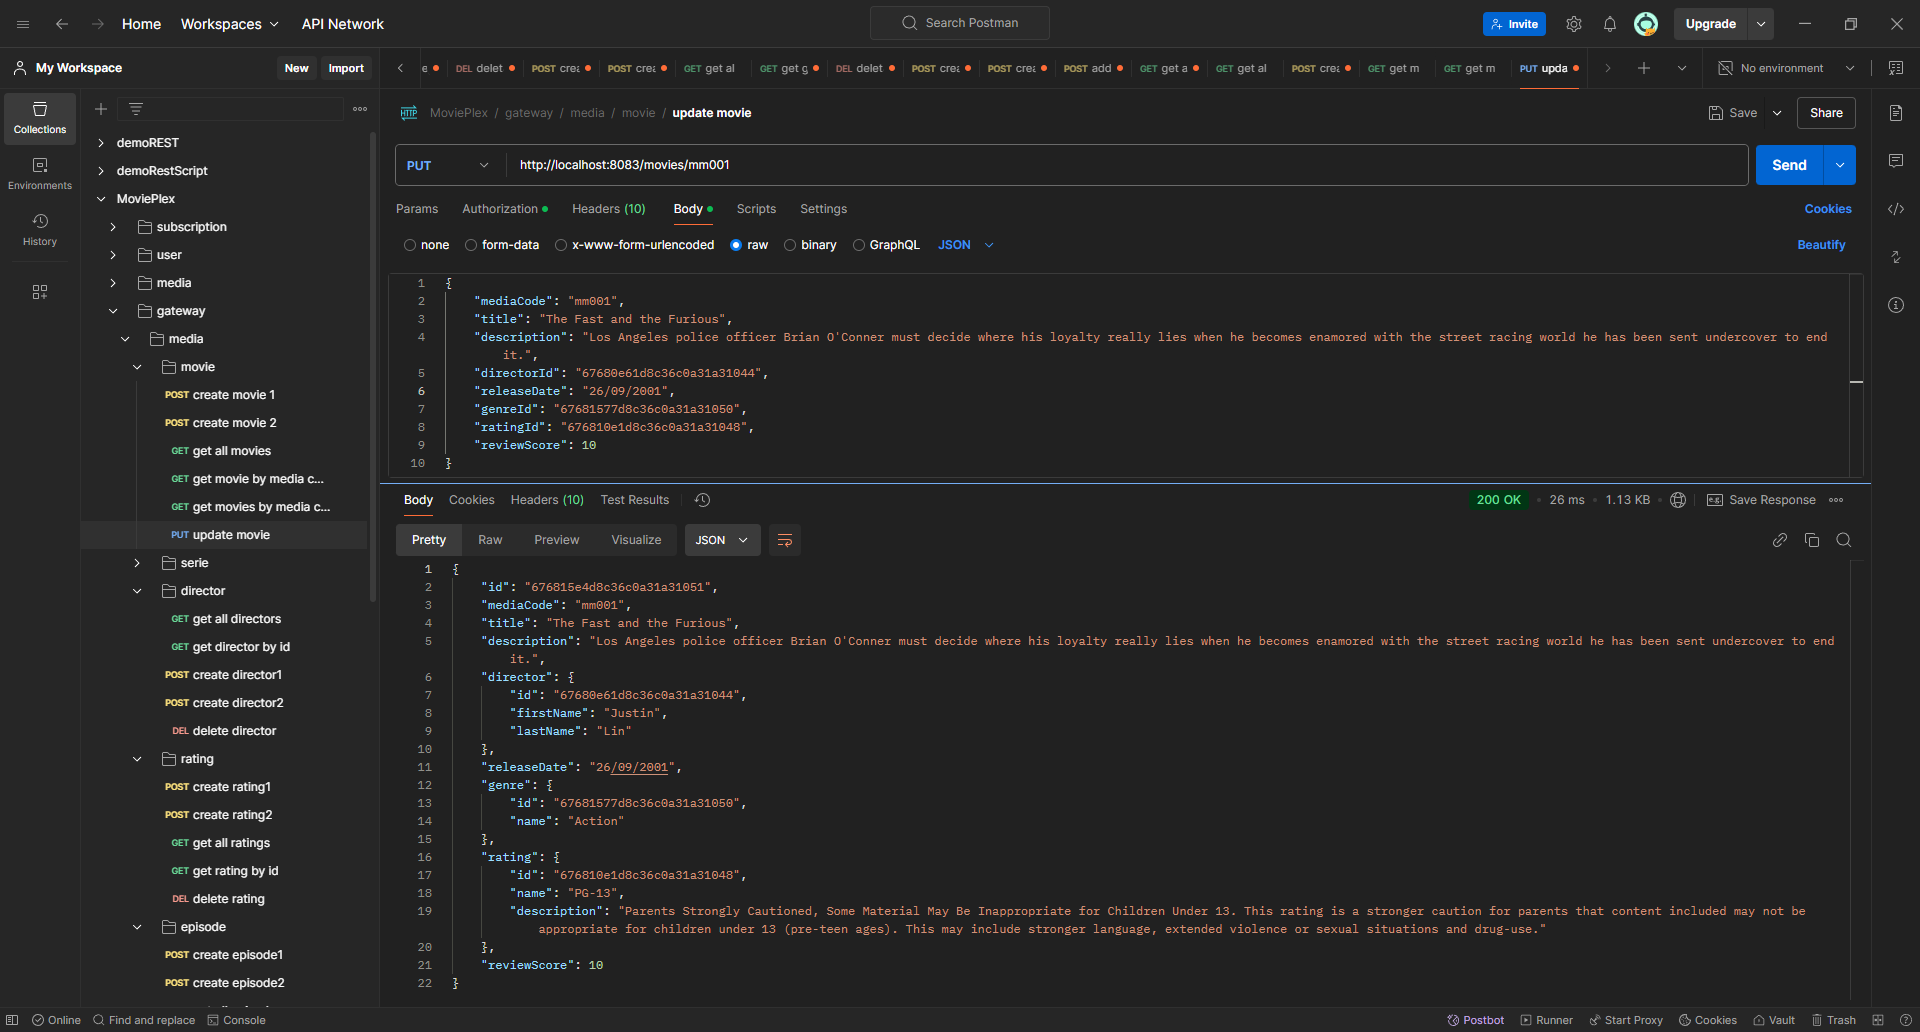 Home
Workspaces
API Network
Search Postman
Invite
Upgrade
My Workspace
New
Import
e
DEL delet
POST crea
POST crea
GET get al
GET get g
DEL delet
POST crea
POST crea
POST add
GET get a
GET get al
POST crea
GET get m
GET get m
PUT upda
No environment
Collections
Environments
History
demoREST
demoRestScript
MoviePlex
subscription
user
media
gateway
media
movie
POST create movie 1
POST create movie 2
GET get all movies
GET get movie by media c...
GET get movies by media c...
PUT update movie
serie
director
GET get all directors
GET get director by id
POST create director1
POST create director2
DEL delete director
rating
POST create rating1
POST create rating2
GET get all ratings
GET get rating by id
DEL delete rating
episode
POST create episode1
POST create episode2
HTTP MoviePlex / gateway / media / movie / update movie
Save
Share
PUT
http://localhost:8083/movies/mm001
Send
Params
Authorization
Headers (10)
Body
Scripts
Settings
Cookies
none
form-data
x-www-form-urlencoded
raw
binary
GraphQL
JSON
Beautify
1 {
2 "mediaCode": "mm001",
3 "title": "The Fast and the Furious",
4 "description": "Los Angeles police officer Brian O'Conner must decide where his loyalty really lies when he becomes enamored with the street racing world he has been sent undercover to end
it.",
5 "directorId": "67680e61d8c36c0a31a31044",
6 "releaseDate": "26/09/2001",
7 "genreId": "67681577d8c36c0a31a31050",
8 "ratingId": "676810e1d8c36c0a31a31048",
9 "reviewScore": 10
10 }
Body
Cookies
Headers (10)
Test Results
200 OK
26 ms
1.13 KB
e.g. Save Response
Pretty
Raw
Preview
Visualize
JSON
1 {
2 "id": "676815e4d8c36c0a31a31051",
3 "mediaCode": "mm001",
4 "title": "The Fast and the Furious",
5 "description": "Los Angeles police officer Brian O'Conner must decide where his loyalty really lies when he becomes enamored with the street racing world he has been sent undercover to end
it.",
6 "director": {
7 "id": "67680e61d8c36c0a31a31044",
8 "firstName": "Justin",
9 "lastName": "Lin"
10 },
11 "releaseDate": "26/09/2001",
12 "genre": {
13 "id": "67681577d8c36c0a31a31050",
14 "name": "Action"
15 },
16 "rating": {
17 "id": "676810e1d8c36c0a31a31048",
18 "name": "PG-13",
19 "description": "Parents Strongly Cautioned, Some Material May Be Inappropriate for Children Under 13. This rating is a stronger caution for parents that content included may not be
appropriate for children under 13 (pre-teen ages). This may include stronger language, extended violence or sexual situations and drug-use."
20 },
21 "reviewScore": 10
22 }
Online
Find and replace
Console
Postbot
Runner
Start Proxy
Cookies
Vault
Trash